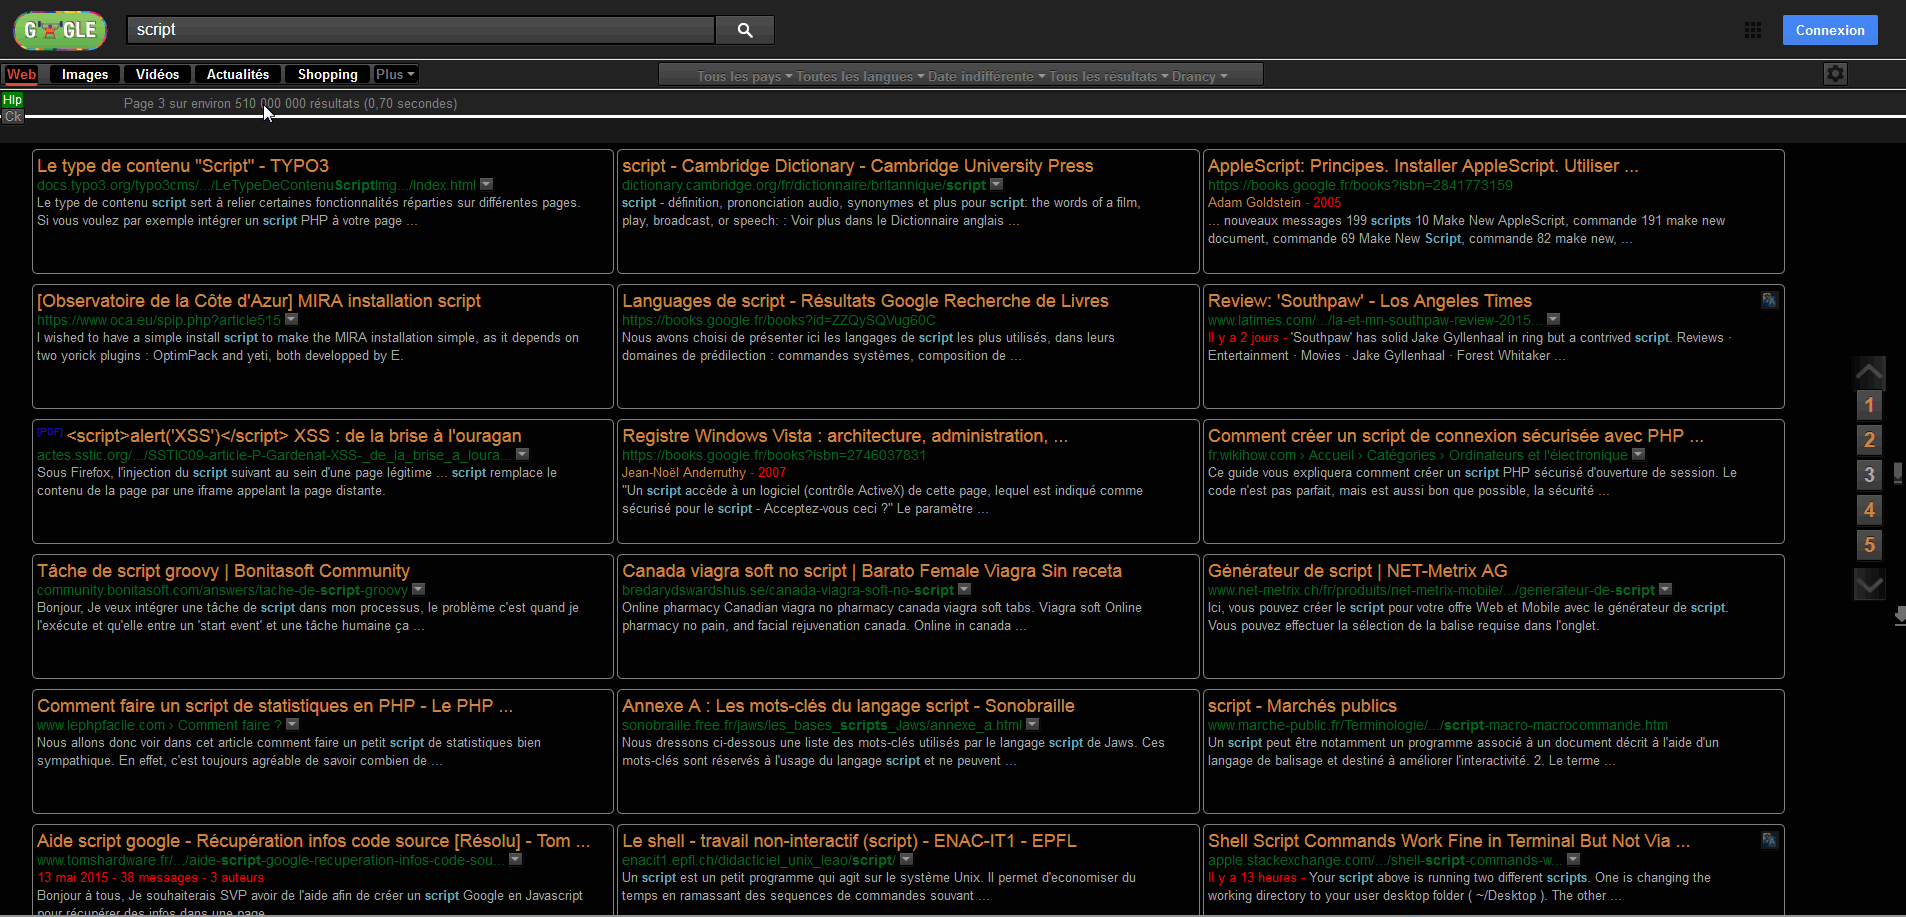 GOOGLE
script
Connexion
Web Images Vidéos Actualités Shopping Plus
Tous les pays Toutes les langues Date indifférente Tous les résultats Drancy
Hlp
Page 3 sur environ 510 000 000 résultats (0,70 secondes)
Ck
Le type de contenu "Script" - TYPO3
docs.typo3.org/typo3cms/.../LeTypeDeContenuScriptImg.../Index.html
Le type de contenu script sert à relier certaines fonctionnalités réparties sur différentes pages.
Si vous voulez par exemple intégrer un script PHP à votre page ...
script - Cambridge Dictionary - Cambridge University Press
dictionary.cambridge.org/fr/dictionnaire/britannique/script
script - définition, prononciation audio, synonymes et plus pour script: the words of a film,
play, broadcast, or speech: : Voir plus dans le Dictionnaire anglais ...
AppleScript: Principes. Installer AppleScript. Utiliser ...
https://books.google.fr/books?isbn=2841773159
Adam Goldstein - 2005
... nouveaux messages 199 scripts 10 Make New AppleScript, commande 191 make new
document, commande 69 Make New Script, commande 82 make new, ...
[Observatoire de la Côte d'Azur] MIRA installation script
https://www.oca.eu/spip.php?article515
I wished to have a simple install script to make the MIRA installation simple, as it depends on
two yorick plugins : OptimPack and yeti, both developped by E.
Languages de script - Résultats Google Recherche de Livres
https://books.google.fr/books?id=ZZQySQVug60C
Nous avons choisi de présenter ici les langages de script les plus utilisés, dans leurs
domaines de prédilection : commandes systèmes, composition de ...
Review: 'Southpaw' - Los Angeles Times
www.latimes.com/.../la-et-mn-southpaw-review-2015...
Il y a 2 jours - 'Southpaw' has solid Jake Gyllenhaal in ring but a contrived script. Reviews ·
Entertainment · Movies · Jake Gyllenhaal · Forest Whitaker ...
[PDF] <script>alert('XSS')</script> XSS : de la brise à l'ouragan
actes.sstic.org/.../SSTIC09-article-P-Gardenat-XSS-_de_la_brise_a_loura...
Sous Firefox, l'injection du script suivant au sein d'une page légitime ... script remplace le
contenu de la page par une iframe appelant la page distante.
Registre Windows Vista : architecture, administration, ...
https://books.google.fr/books?isbn=2746037831
Jean-Noël Anderruthy - 2007
"Un script accède à un logiciel (contrôle ActiveX) de cette page, lequel est indiqué comme
sécurisé pour le script - Acceptez-vous ceci ?" Le paramètre ...
Comment créer un script de connexion sécurisée avec PHP ...
fr.wikihow.com › Accueil › Catégories › Ordinateurs et l'électronique
Ce guide vous expliquera comment créer un script PHP sécurisé d'ouverture de session. Le
code n'est pas parfait, mais est aussi bon que possible, la sécurité ...
Tâche de script groovy | Bonitasoft Community
community.bonitasoft.com/answers/tache-de-script-groovy
Bonjour, Je veux intégrer une tâche de script dans mon processus, le problème c'est quand je
l'exécute et qu'elle entre un 'start event' et une tâche humaine ça ...
Canada viagra soft no script | Barato Female Viagra Sin receta
bredarydswardshus.se/canada-viagra-soft-no-script
Online pharmacy Canadian viagra no pharmacy canada viagra soft tabs. Viagra soft Online
pharmacy no pain, and facial rejuvenation canada. Online in canada ...
Générateur de script | NET-Metrix AG
www.net-metrix.ch/fr/produits/net-metrix-mobile/.../generateur-de-script
Ici, vous pouvez créer le script pour votre offre Web et Mobile avec le générateur de script.
Vous pouvez effectuer la sélection de la balise requise dans l'onglet.
Comment faire un script de statistiques en PHP - Le PHP ...
www.lephpfacile.com › Comment faire ?
Nous allons donc voir dans cet article comment faire un petit script de statistiques bien
sympathique. En effet, c'est toujours agréable de savoir combien de ...
Annexe A : Les mots-clés du langage script - Sonobraille
sonobraille.free.fr/jaws/les_bases_scripts_Jaws/annexe_a.html
Nous dressons ci-dessous une liste des mots-clés utilisés par le langage script de Jaws. Ces
mots-clés sont réservés à l'usage du langage script et ne peuvent ...
script - Marchés publics
www.marche-public.fr/Terminologie/.../script-macro-macrocommande.htm
Un script peut être notamment un programme associé à un document décrit à l'aide d'un
langage de balisage et destiné à améliorer l'interactivité. 2. Le terme ...
Aide script google - Récupération infos code source [Résolu] - Tom ...
www.tomshardware.fr/.../aide-script-google-recuperation-infos-code-sou...
13 mai 2015 - 38 messages - 3 auteurs
Bonjour à tous, Je souhaiterais SVP avoir de l'aide afin de créer un script Google en Javascript
pour récupérer des infos dans une page
Le shell - travail non-interactif (script) - ENAC-IT1 - EPFL
enacit1.epfl.ch/didacticiel_unix_leao/script/
Un script est un petit programme qui agit sur le système Unix. Il permet d'economiser du
temps en ramassant des sequences de commandes souvant ...
Shell Script Commands Work Fine in Terminal But Not Via ...
apple.stackexchange.com/.../shell-script-commands-w...
Il y a 13 heures - Your script above is running two different scripts. One is changing the
working directory to your user desktop folder ( ~/Desktop ). The other ...
1
2
3
4
5